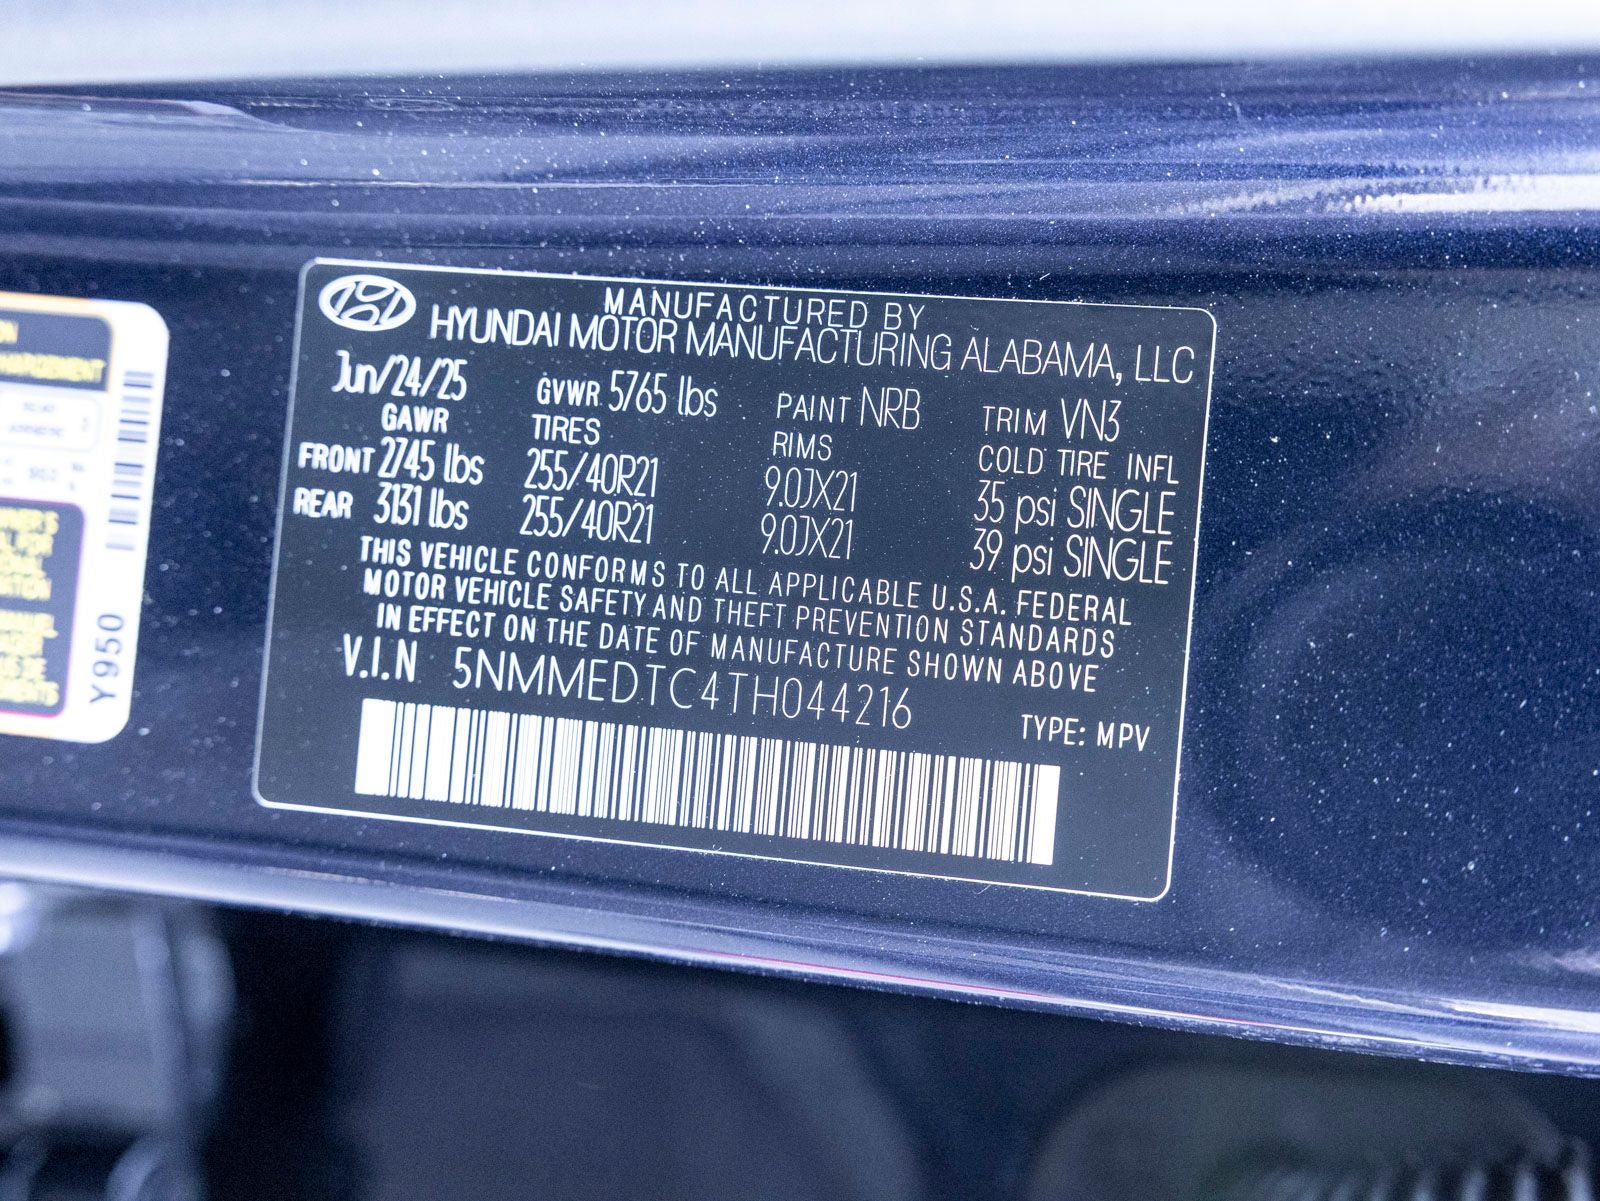 MANUFACTURED BY
HYUNDAI MOTOR MANUFACTURING ALABAMA, LLC
Jun/24/25 GVWR 5765 lbs PAINT NRB TRIM VN3
GAWR TIRES RIMS COLD TIRE INFL
FRONT 2745 lbs 255/40R21 9.0JX21 35 psi SINGLE
REAR 3131 lbs 255/40R21 9.0JX21 39 psi SINGLE
THIS VEHICLE CONFORMS TO ALL APPLICABLE U.S.A. FEDERAL
MOTOR VEHICLE SAFETY AND THEFT PREVENTION STANDARDS
IN EFFECT ON THE DATE OF MANUFACTURE SHOWN ABOVE
V.I.N 5NMMEDTC4TH044216
TYPE: MPV
Y950